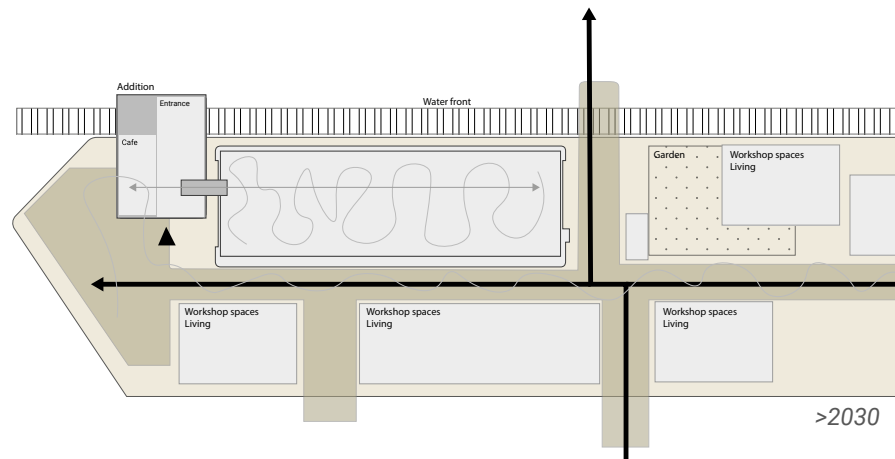 Addition
Entrance
Water front
Cafe
Garden
Workshop spaces
Living
Workshop spaces
Living
Workshop spaces
Living
Workshop spaces
Living
>2030